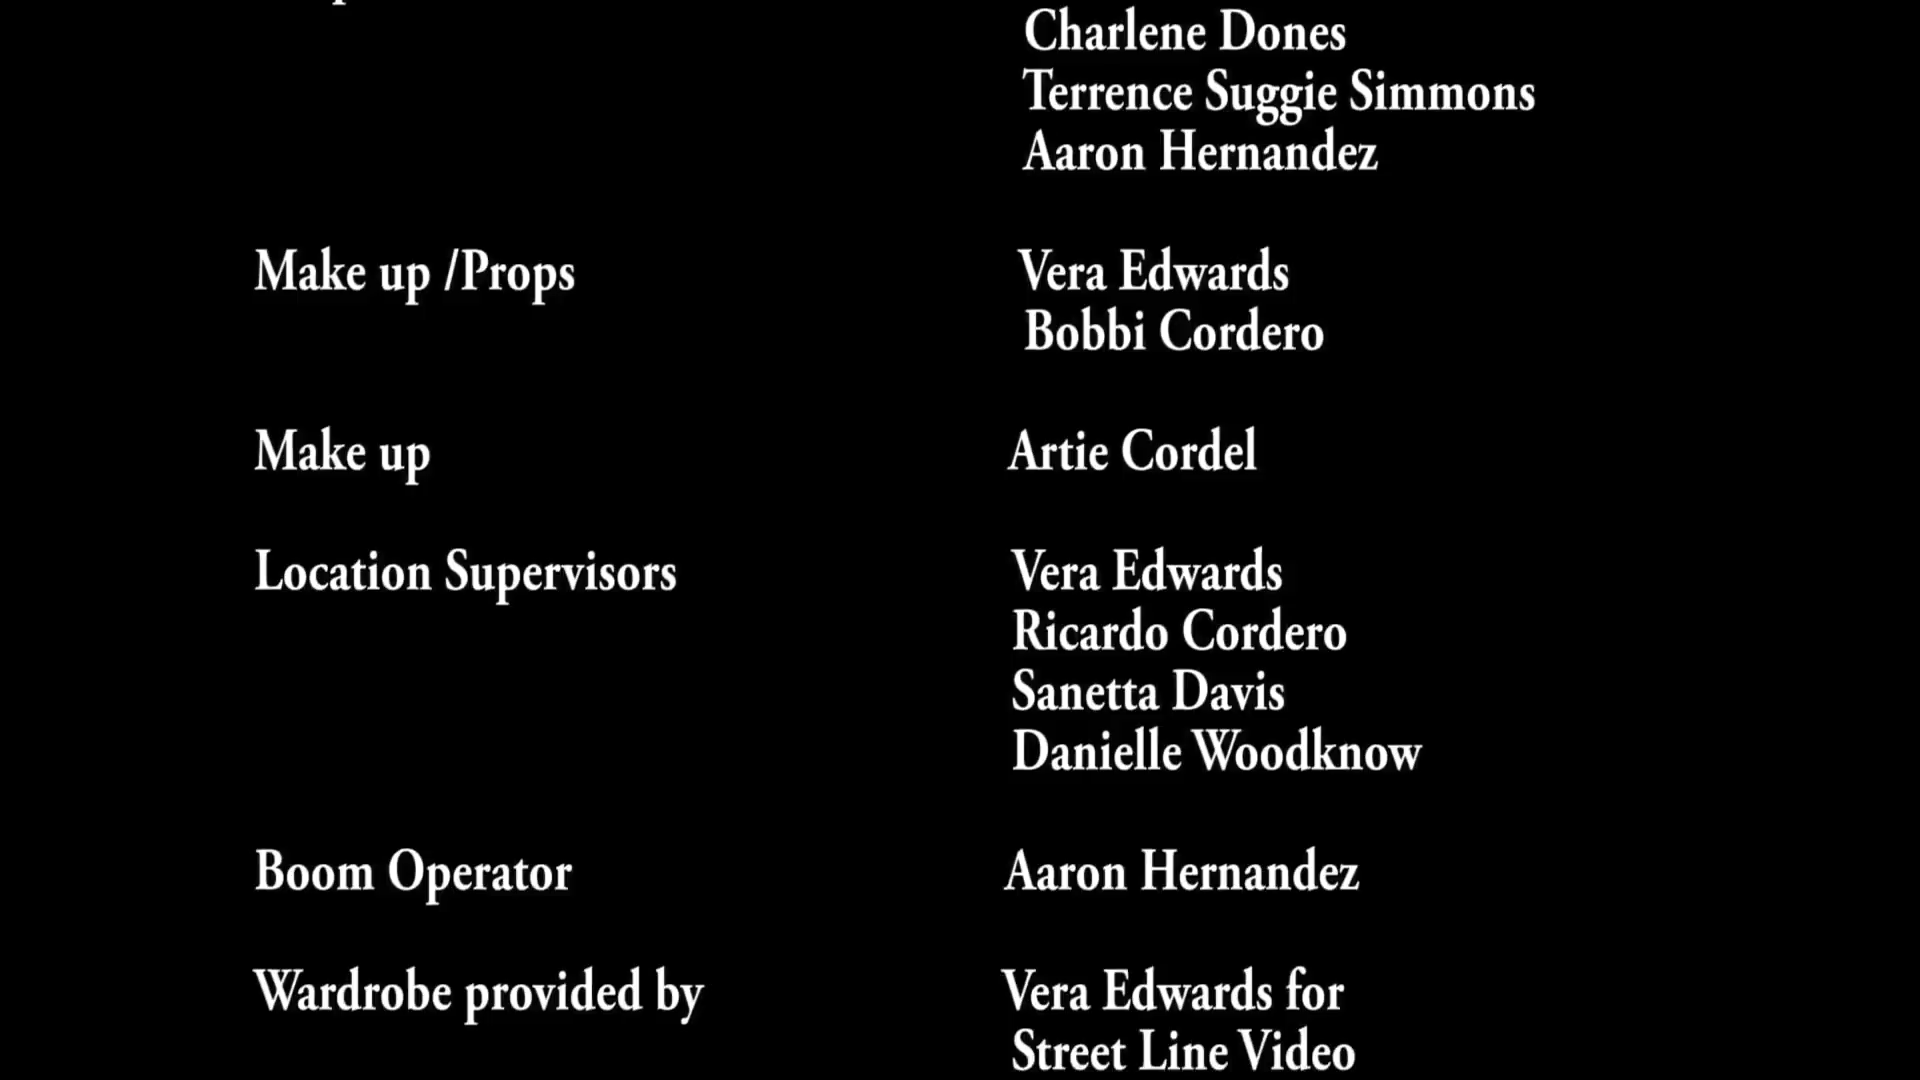 Charlene Dones
Terrence Suggie Simmons
Aaron Hernandez
Make up /Props Vera Edwards
Bobbi Cordero
Make up Artie Cordel
Location Supervisors Vera Edwards
Ricardo Cordero
Sanetta Davis
Danielle Woodknow
Boom Operator Aaron Hernandez
Wardrobe provided by Vera Edwards for
Street Line Video